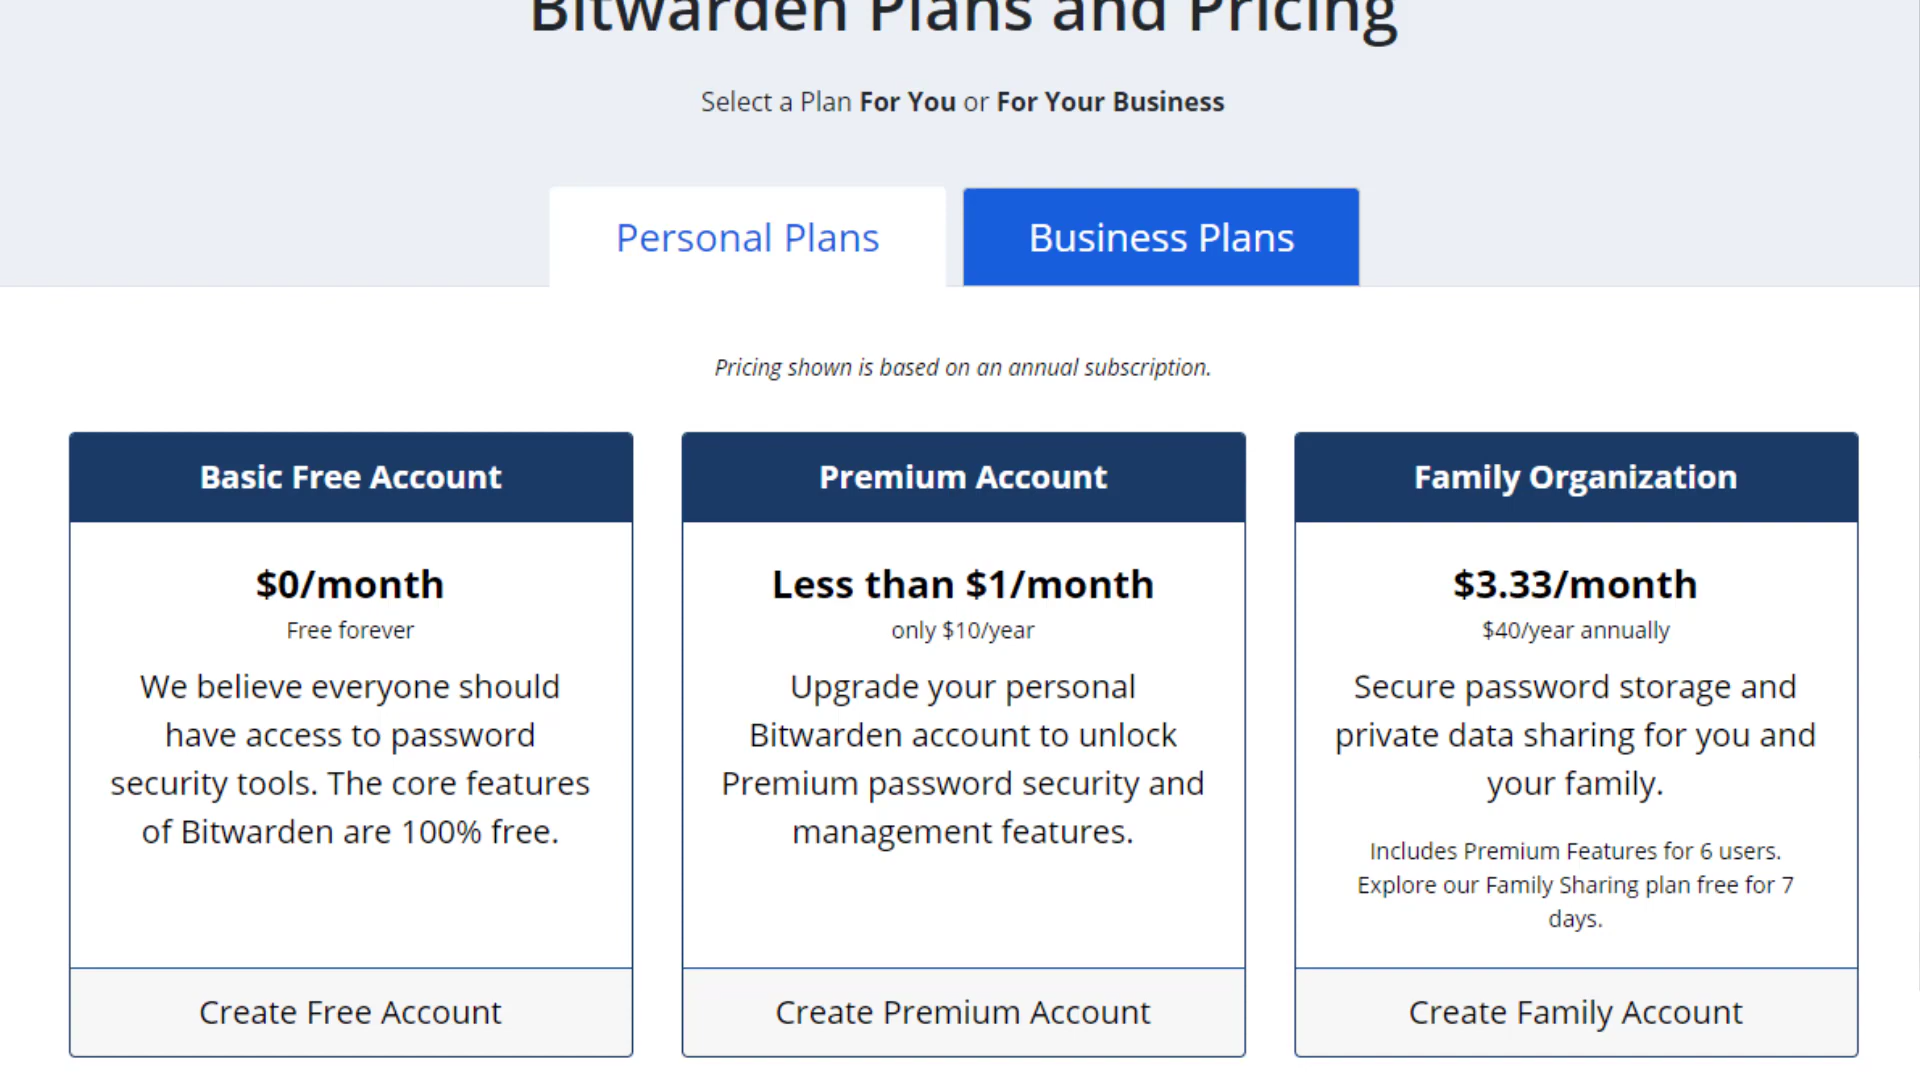 Bitwarden Plans and Pricing
Select a Plan For You or For Your Business
Personal Plans
Business Plans
Pricing shown is based on an annual subscription.
Basic Free Account
$0/month
Free forever
We believe everyone should
have access to password
security tools. The core features
of Bitwarden are 100% free.
Create Free Account
Premium Account
Less than $1/month
only $10/year
Upgrade your personal
Bitwarden account to unlock
Premium password security and
management features.
Create Premium Account
Family Organization
$3.33/month
$40/year annually
Secure password storage and
private data sharing for you and
your family.
Includes Premium Features for 6 users.
Explore our Family Sharing plan free for 7
days.
Create Family Account